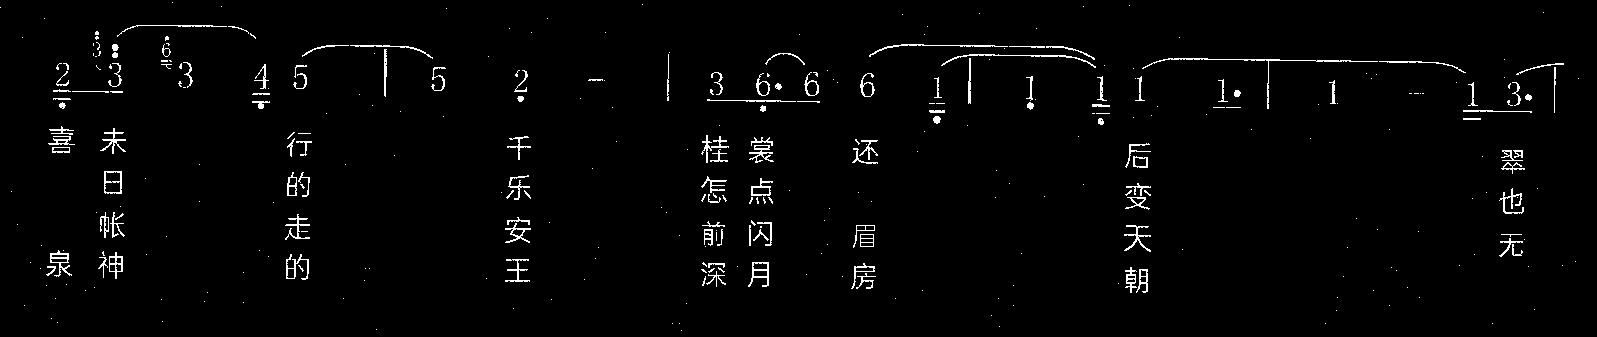 2 3 3 3 6 4 5 | 5 2 – | 3 6· 6 6 1 | 1 1 1 1· | 1 – 1 3· |
喜 未 行 千 桂 裳 还 后 翠
日 的 乐 怎 点 变 也
帐 走 安 前 闪 眉 天 无
泉 神 的 王 深 月 房 朝